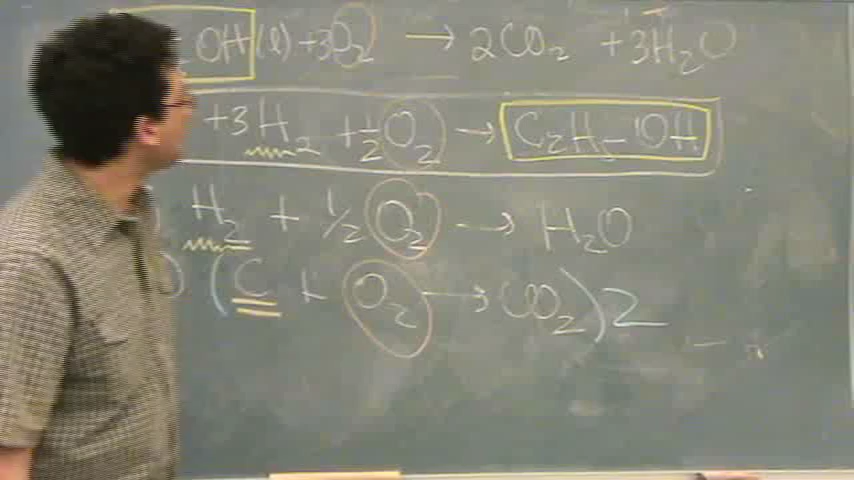 OH(l) + 3O₂ → 2CO₂ + 3H₂O
+3H₂ + ½O₂ → C₂H₅-OH
H₂ + ½O₂ → H₂O
(C + O₂ → CO₂)2